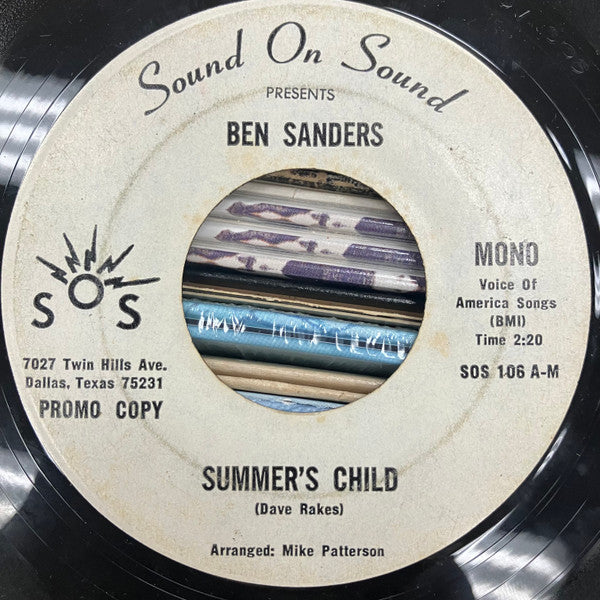 Sound On Sound
PRESENTS
BEN SANDERS
SOS
7027 Twin Hills Ave.
Dallas, Texas 75231
PROMO COPY
MONO
Voice Of
America Songs
(BMI)
Time 2:20
SOS 106 A-M
SUMMER'S CHILD
(Dave Rakes)
Arranged: Mike Patterson